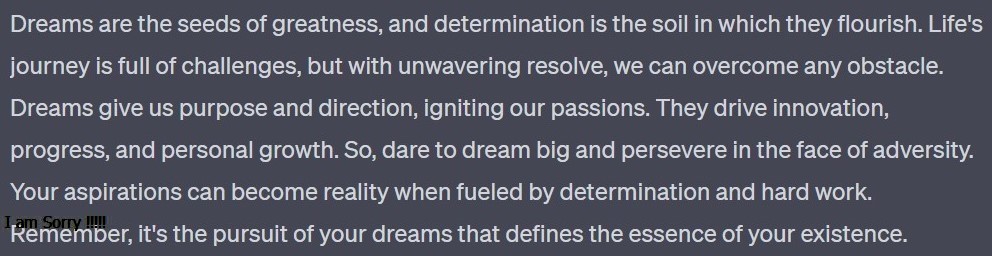 Dreams are the seeds of greatness, and determination is the soil in which they flourish. Life's
journey is full of challenges, but with unwavering resolve, we can overcome any obstacle.
Dreams give us purpose and direction, igniting our passions. They drive innovation,
progress, and personal growth. So, dare to dream big and persevere in the face of adversity.
Your aspirations can become reality when fueled by determination and hard work.
I am Sorry !!!!!
Remember, it's the pursuit of your dreams that defines the essence of your existence.